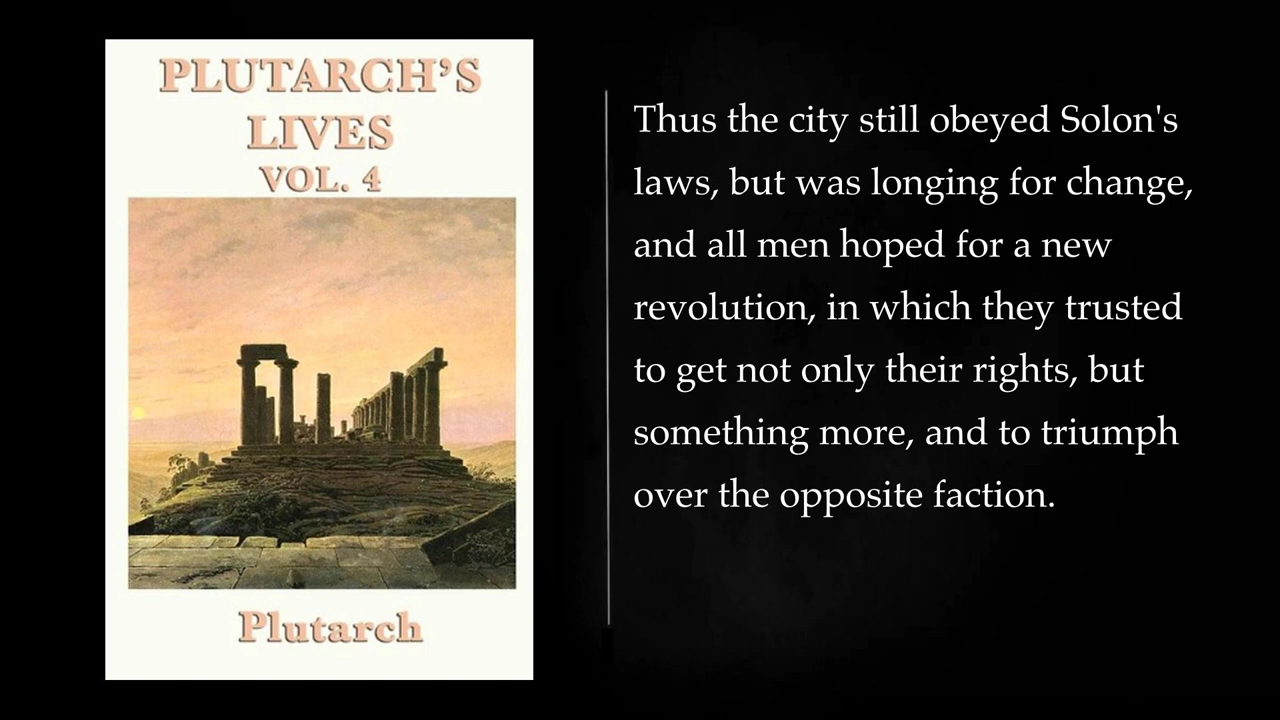 PLUTARCH'S
LIVES
VOL. 4
Plutarch
Thus the city still obeyed Solon's
laws, but was longing for change,
and all men hoped for a new
revolution, in which they trusted
to get not only their rights, but
something more, and to triumph
over the opposite faction.